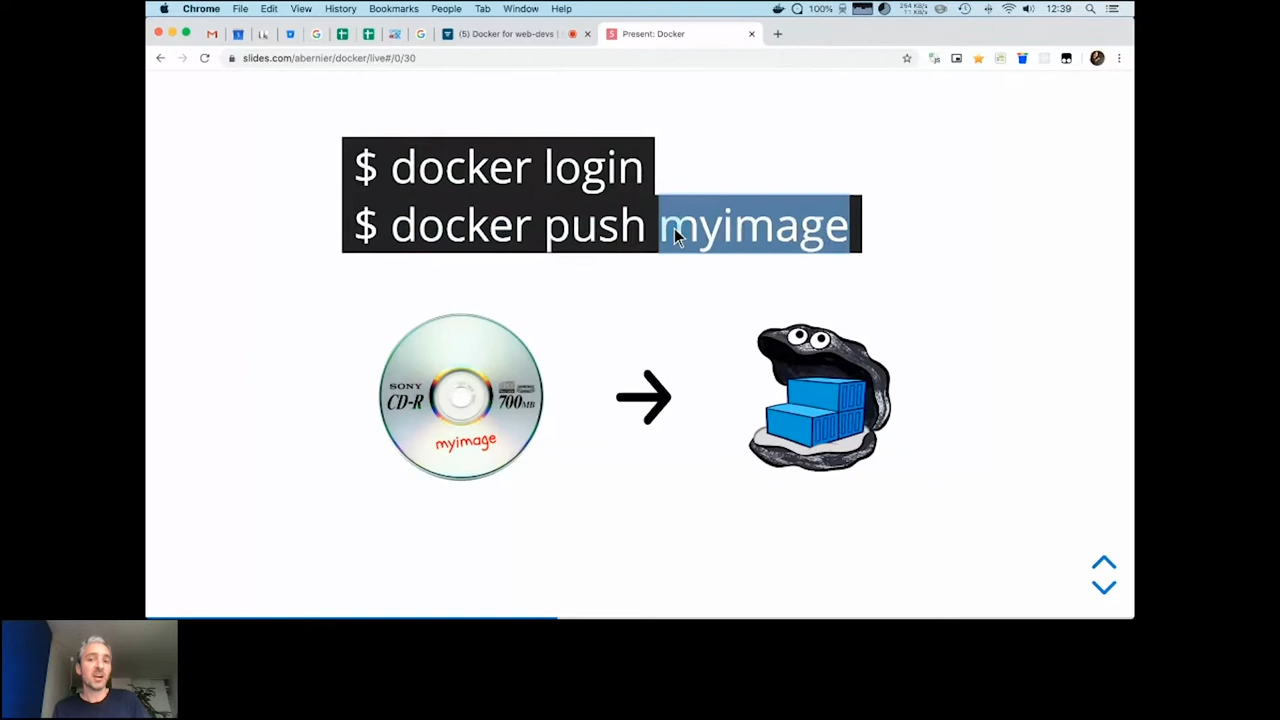 Chrome File Edit View History Bookmarks People Tab Window Help 100% 12:39
(5) Docker for web-devs
Present: Docker
slides.com/abernier/docker/live#/0/30
$ docker login
$ docker push myimage
SONY
CD-R
700MB
myimage